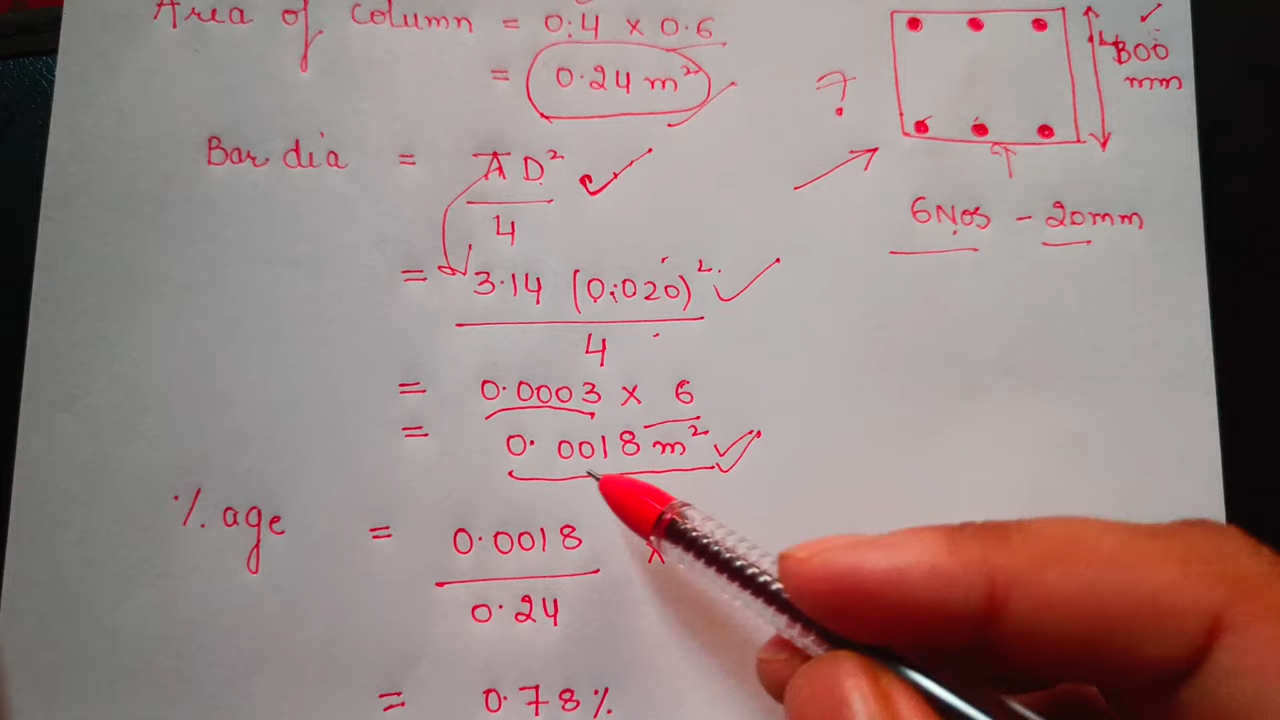 Area of column = 0.4 × 0.6
= 0.24 m²
?
Bar dia = πD²
4
= 3.14 (0.020)²
4
= 0.0003 × 6
= 0.0018 m²
% age = 0.0018 ×
0.24
= 0.78%
mm
6Nos - 20mm